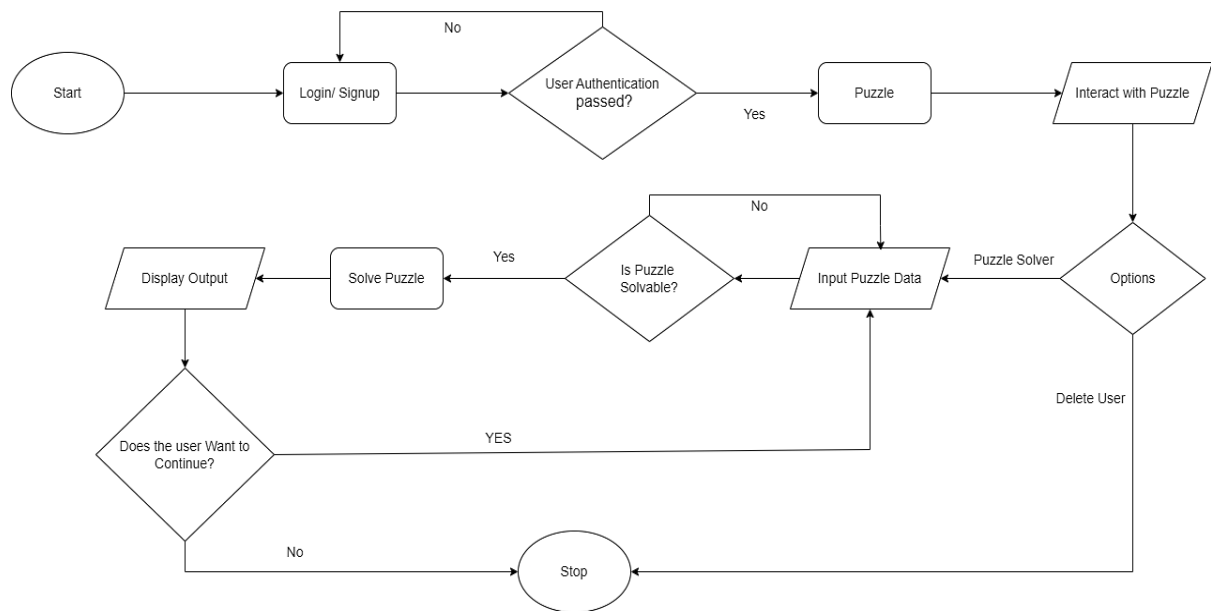 No
Start
Login/ Signup
User Authentication
passed?
Yes
Puzzle
Interact with Puzzle
No
Display Output
Solve Puzzle
Yes
Is Puzzle
Solvable?
Input Puzzle Data
Puzzle Solver
Options
Delete User
Does the user Want to
Continue?
YES
No
Stop